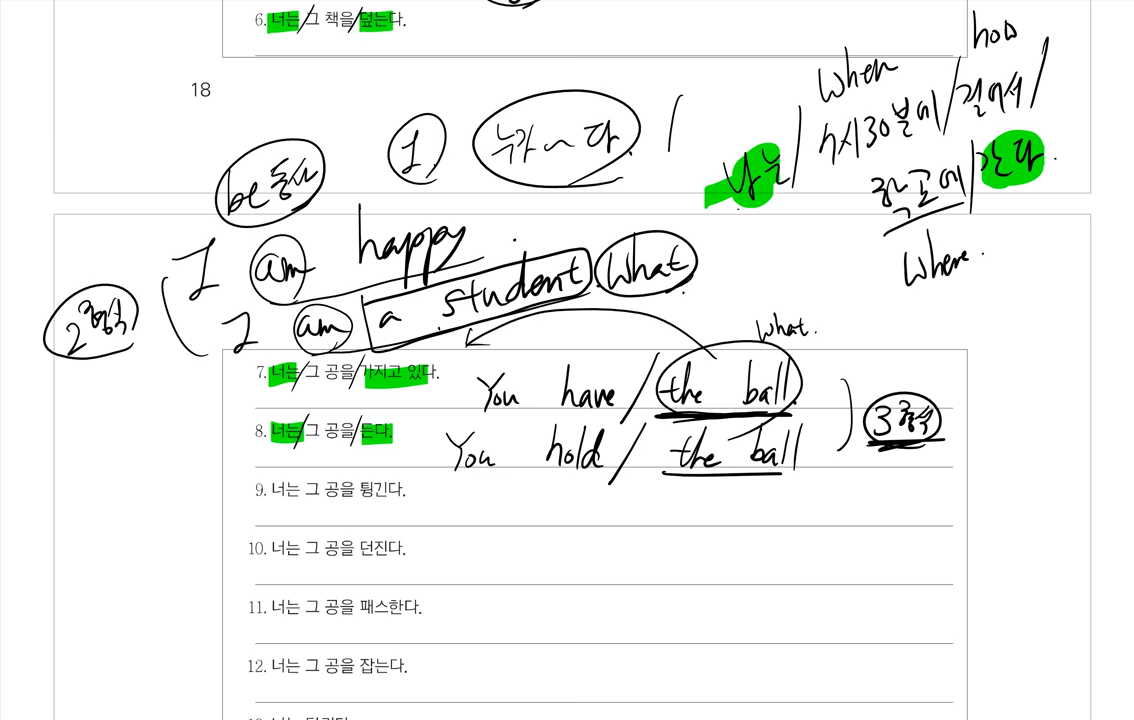 6. 너는 / 그 책을 / 덮는다.
18
how
when
1. 누가 ~ 다. /
나는 / 7시30분에 / 걸어서 /
학교에 / 간다.
where.
be동사
I am happy
2형식
I am a student what
what.
7. 너는 / 그 공을 / 가지고 있다. You have / the ball.
3형식
8. 너는 / 그 공을 / 든다. You hold / the ball
9. 너는 그 공을 튕긴다.
10. 너는 그 공을 던진다.
11. 너는 그 공을 패스한다.
12. 너는 그 공을 잡는다.